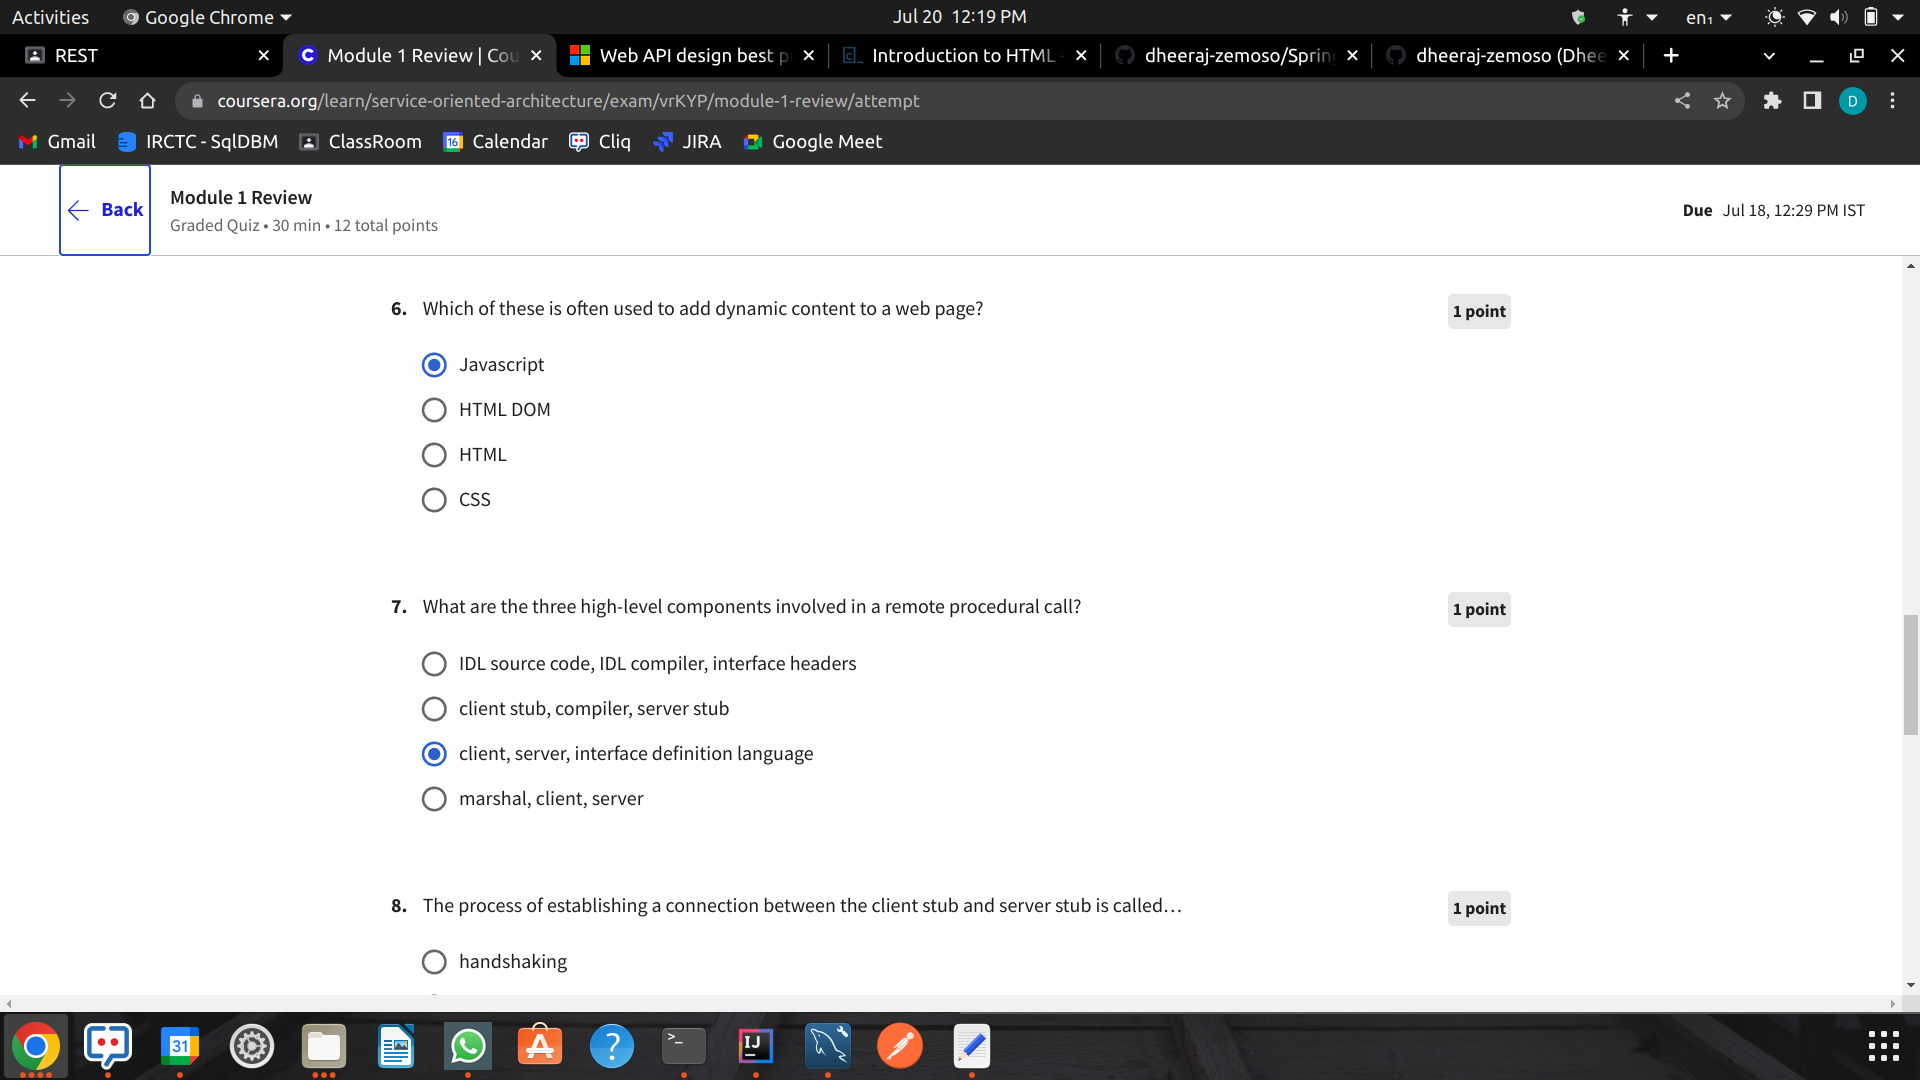 Activities
Google Chrome
Jul 20 12:19 PM
en₁
REST
Module 1 Review | Cou
Web API design best p
Introduction to HTML
dheeraj-zemoso/Spring
dheeraj-zemoso (Dhee
coursera.org/learn/service-oriented-architecture/exam/vrKYP/module-1-review/attempt
D
Gmail
IRCTC - SqlDBM
ClassRoom
16
Calendar
Cliq
JIRA
Google Meet
Back
Module 1 Review
Graded Quiz • 30 min • 12 total points
Due Jul 18, 12:29 PM IST
6. Which of these is often used to add dynamic content to a web page?
1 point
Javascript
HTML DOM
HTML
CSS
7. What are the three high-level components involved in a remote procedural call?
1 point
IDL source code, IDL compiler, interface headers
client stub, compiler, server stub
client, server, interface definition language
marshal, client, server
8. The process of establishing a connection between the client stub and server stub is called…
1 point
handshaking
31
?
>_
IJ